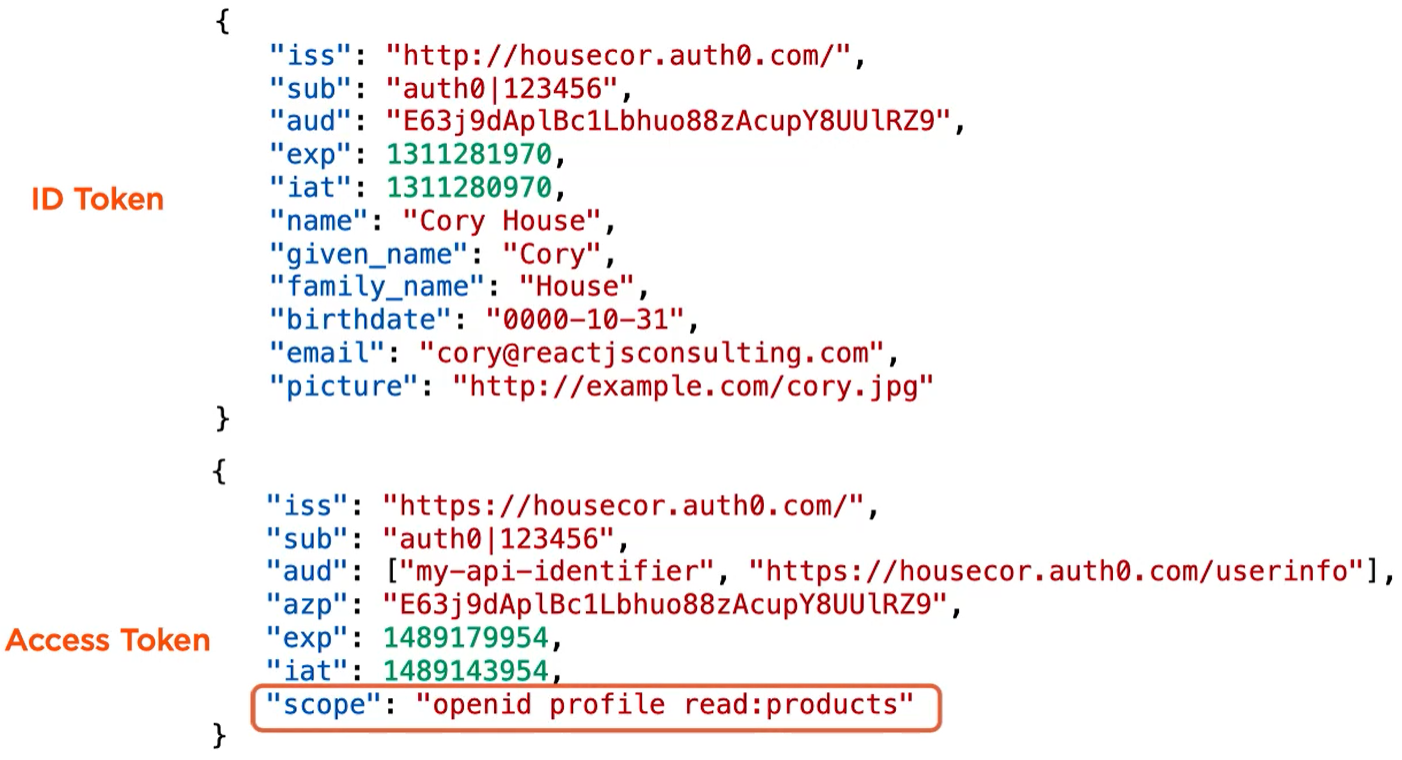 {
"iss": "http://housecor.auth0.com/",
"sub": "auth0|123456",
"aud": "E63j9dAplBc1Lbhuo88zAcupY8UUlRZ9",
"exp": 1311281970,
"iat": 1311280970,
ID Token
"name": "Cory House",
"given_name": "Cory",
"family_name": "House",
"birthdate": "0000-10-31",
"email": "cory@reactjsconsulting.com",
"picture": "http://example.com/cory.jpg"
}
{
"iss": "https://housecor.auth0.com/",
"sub": "auth0|123456",
"aud": ["my-api-identifier", "https://housecor.auth0.com/userinfo"],
"azp": "E63j9dAplBc1Lbhuo88zAcupY8UUlRZ9",
Access Token
"exp": 1489179954,
"iat": 1489143954,
"scope": "openid profile read:products"
}